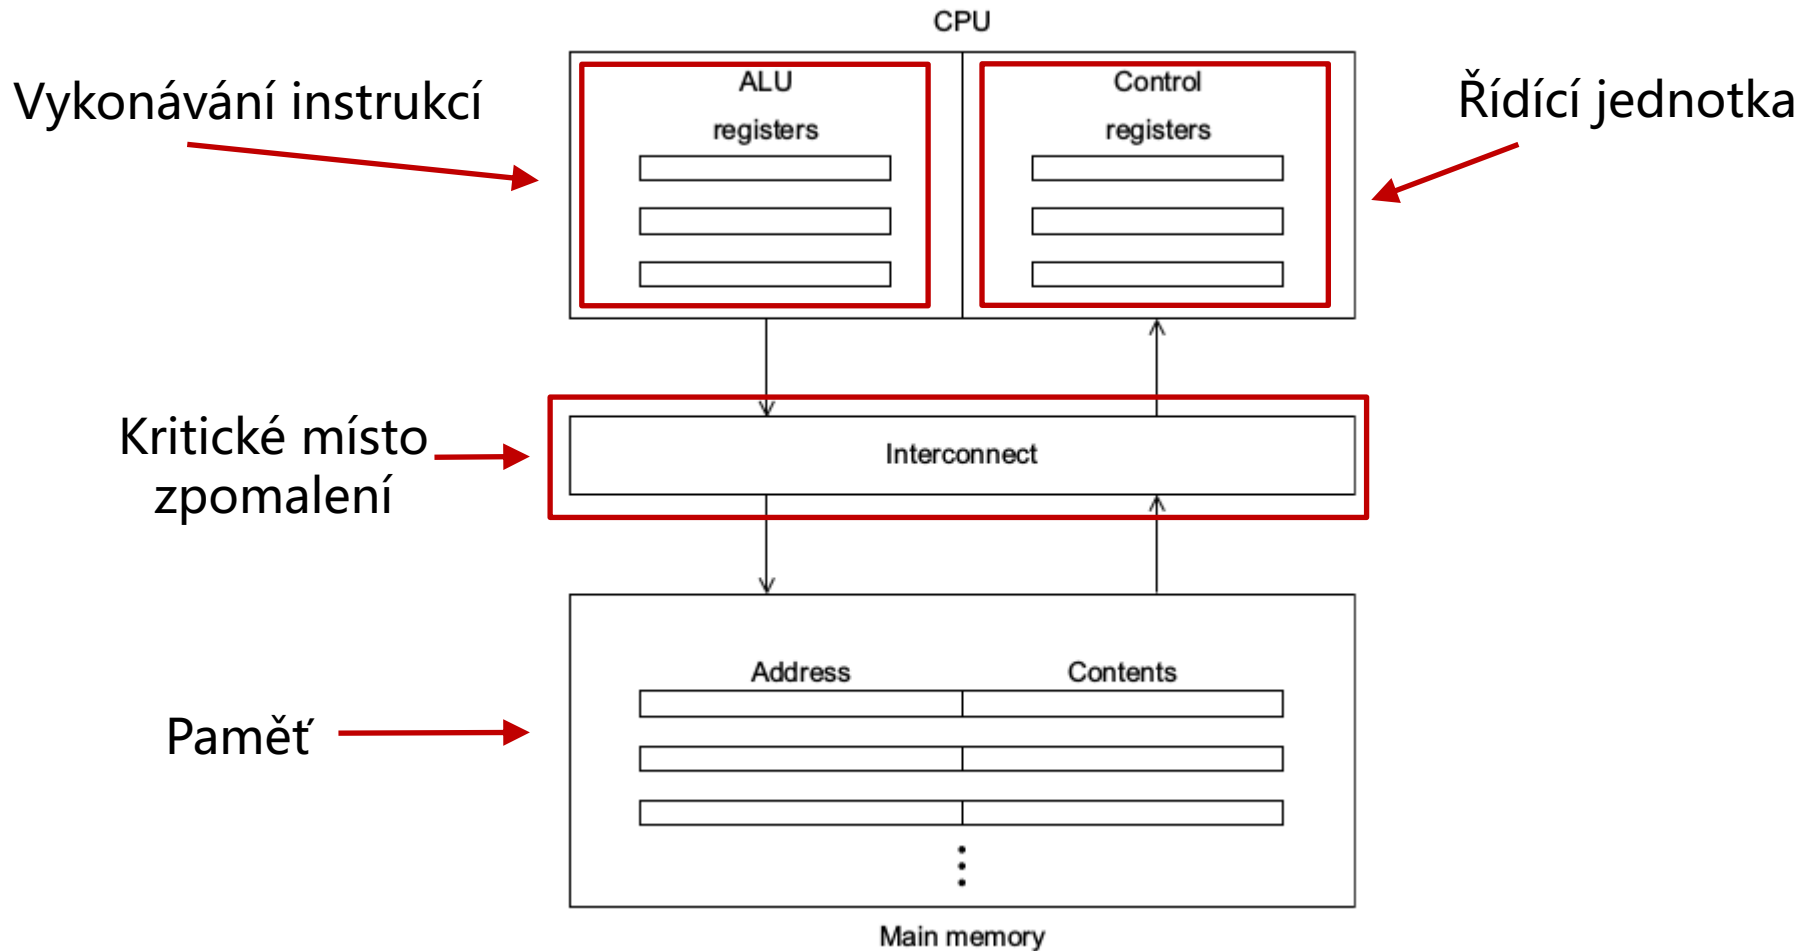 CPU
Vykonávání instrukcí
ALU
registers
Control
registers
Řídící jednotka
Kritické místo
zpomalení
Interconnect
Paměť
Address
Contents
Main memory